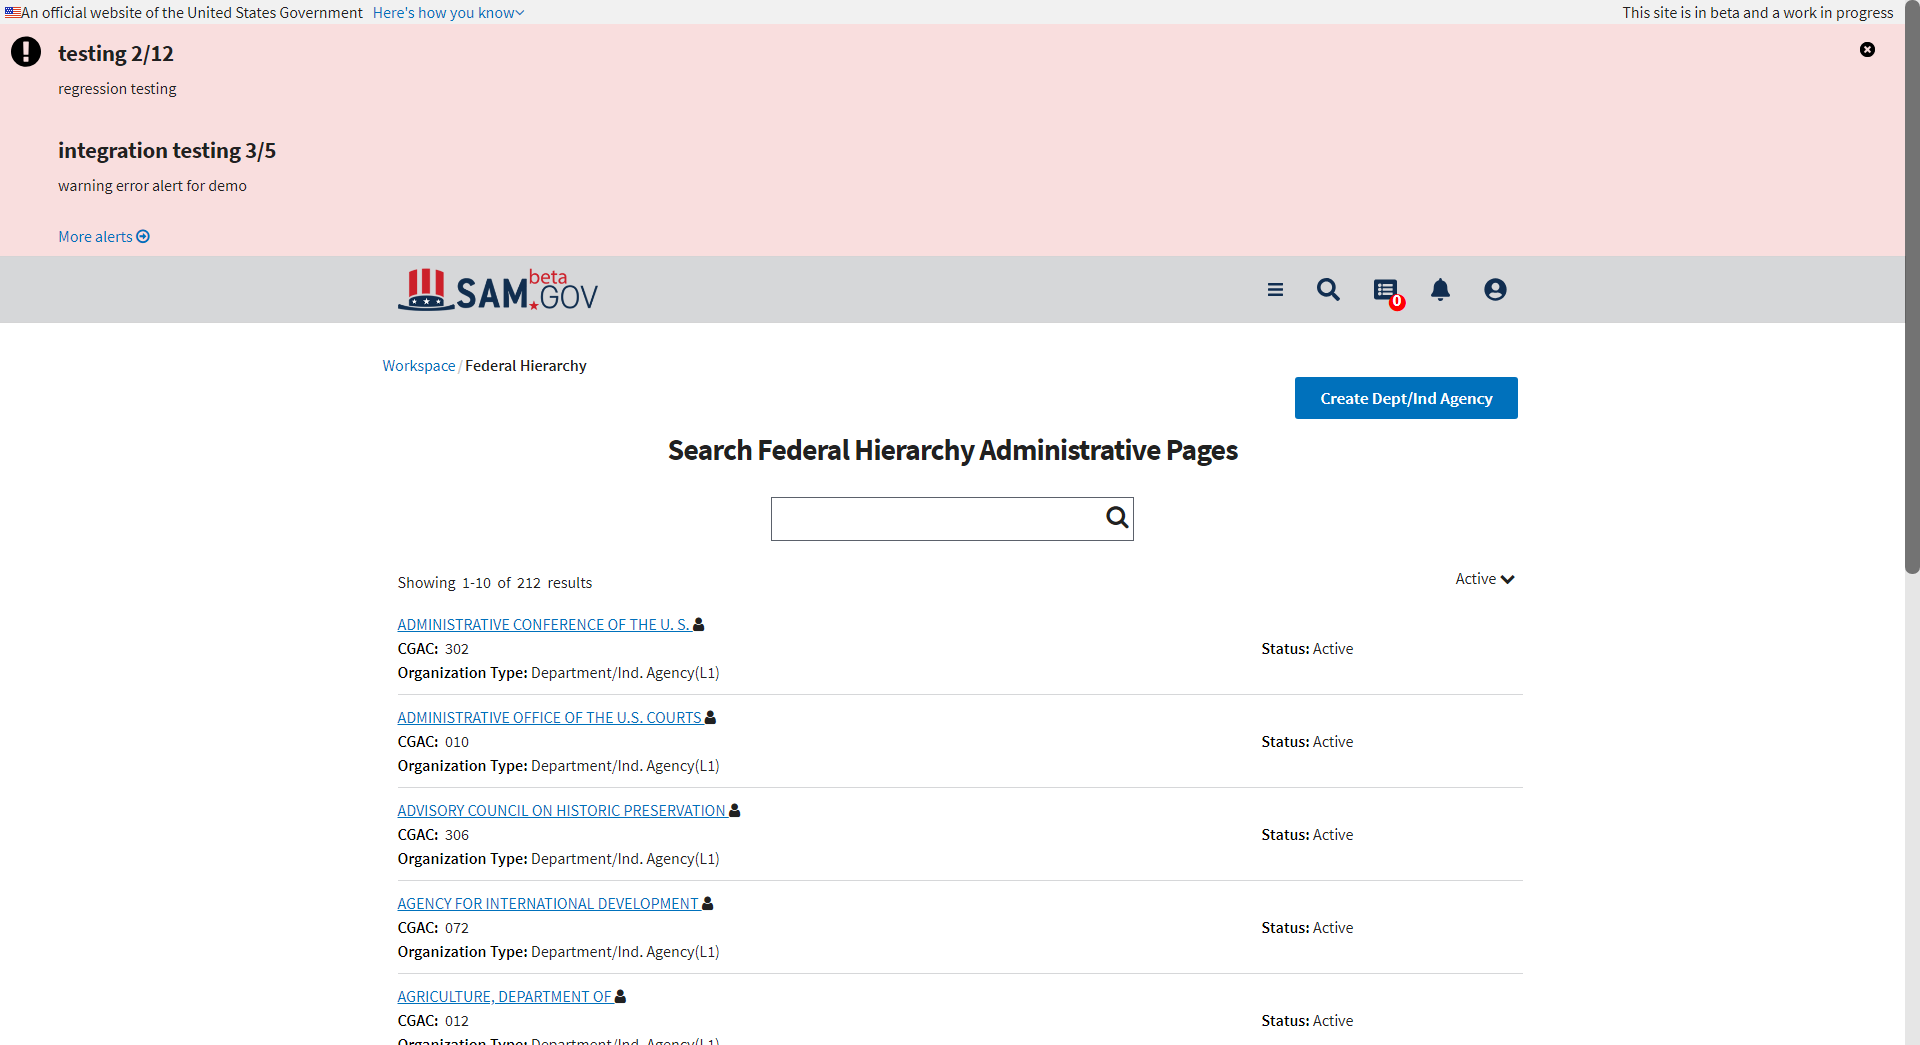 An official website of the United States Government Here's how you know
This site is in beta and a work in progress
testing 2/12
regression testing
integration testing 3/5
warning error alert for demo
More alerts
SAM.GOV beta
0
Workspace / Federal Hierarchy
Create Dept/Ind Agency
Search Federal Hierarchy Administrative Pages
Showing 1-10 of 212 results
Active
ADMINISTRATIVE CONFERENCE OF THE U. S.
CGAC: 302
Status: Active
Organization Type: Department/Ind. Agency(L1)
ADMINISTRATIVE OFFICE OF THE U.S. COURTS
CGAC: 010
Status: Active
Organization Type: Department/Ind. Agency(L1)
ADVISORY COUNCIL ON HISTORIC PRESERVATION
CGAC: 306
Status: Active
Organization Type: Department/Ind. Agency(L1)
AGENCY FOR INTERNATIONAL DEVELOPMENT
CGAC: 072
Status: Active
Organization Type: Department/Ind. Agency(L1)
AGRICULTURE, DEPARTMENT OF
CGAC: 012
Status: Active
Organization Type: Department/Ind. Agency(L1)